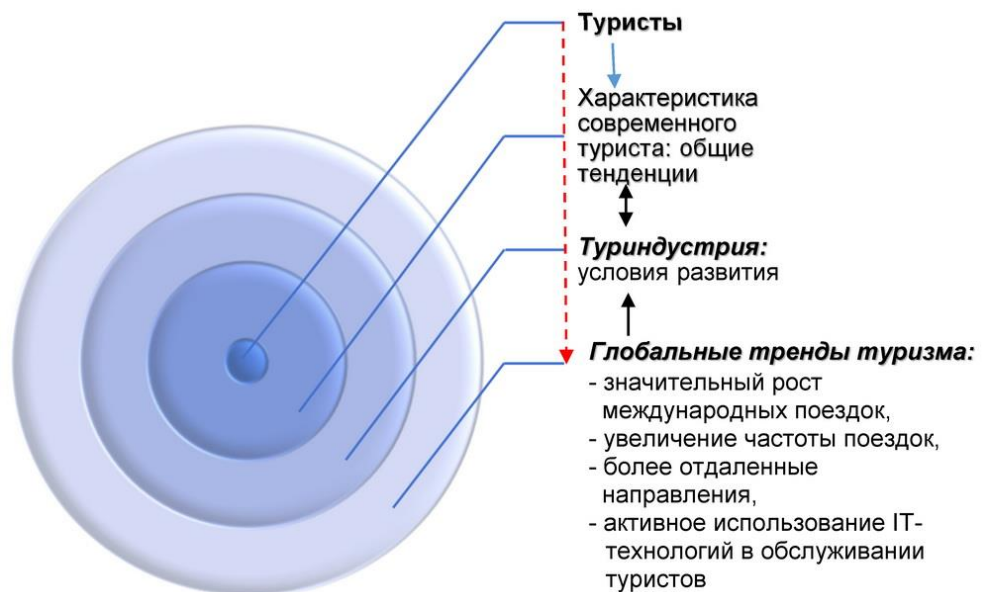 Туристы
Характеристика
современного
туриста: общие
тенденции
Туриндустрия:
условия развития
Глобальные тренды туризма:
- значительный рост
международных поездок,
- увеличение частоты поездок,
- более отдаленные
направления,
- активное использование IT-
технологий в обслуживании
туристов